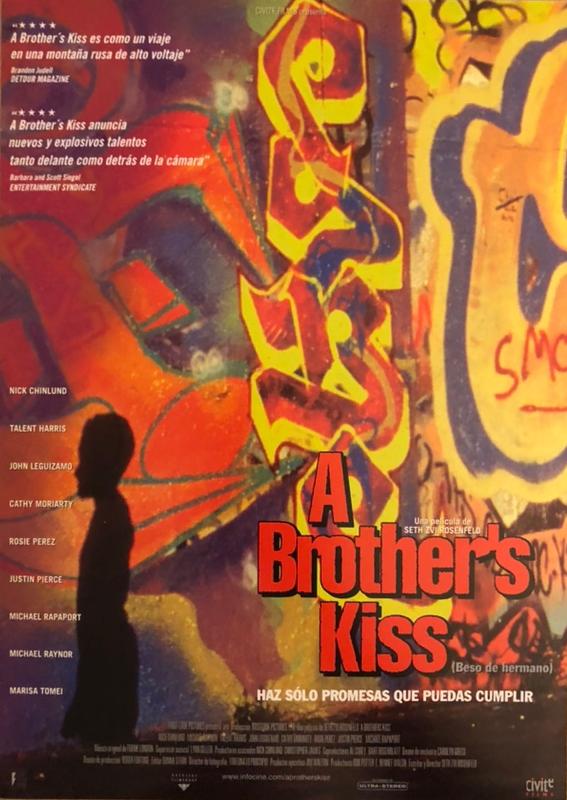 CIVITE FILMS presenta
"★★★★
A Brother's Kiss es como un viaje
en una montaña rusa de alto voltaje"
Brandon Judell
DETOUR MAGAZINE
"★★★★
A Brother's Kiss anuncia
nuevos y explosivos talentos
tanto delante como detrás de la cámara"
Barbara and Scott Siegel
ENTERTAINMENT SYNDICATE
SMO
NICK CHINLUND
TALENT HARRIS
JOHN LEGUIZAMO
CATHY MORIARTY
ROSIE PEREZ
JUSTIN PIERCE
MICHAEL RAPAPORT
MICHAEL RAYNOR
MARISA TOMEI
Una película de
SETH ZVI ROSENFELD
A
Brother's
Kiss
(Beso de hermano)
HAZ SÓLO PROMESAS QUE PUEDAS CUMPLIR
www.infocine.com/abrotherskiss
ULTRA-STEREO
civite
FILMS